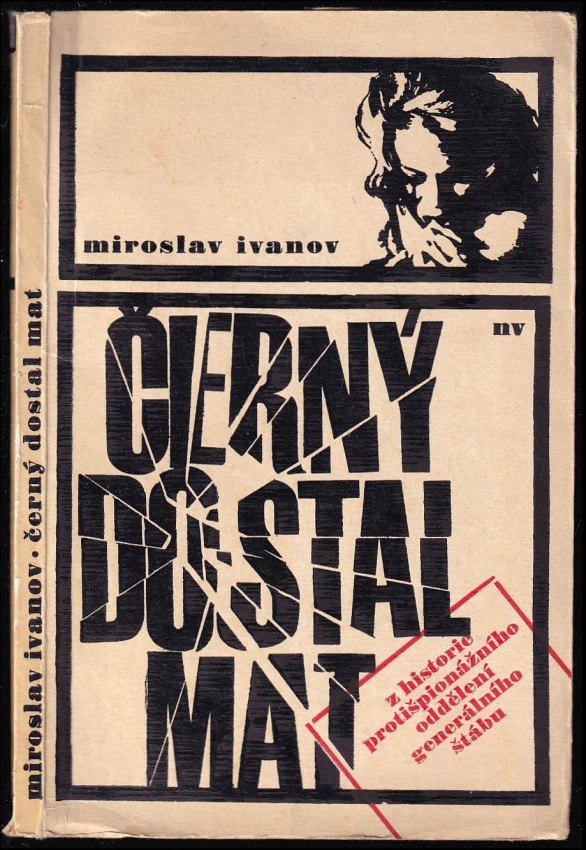 miroslav ivanov
nv
ČERNÝ
DOSTAL
MAT
z historie
protišpionážního
oddělení
generálního
štábu
miroslav ivanov · černý dostal mat